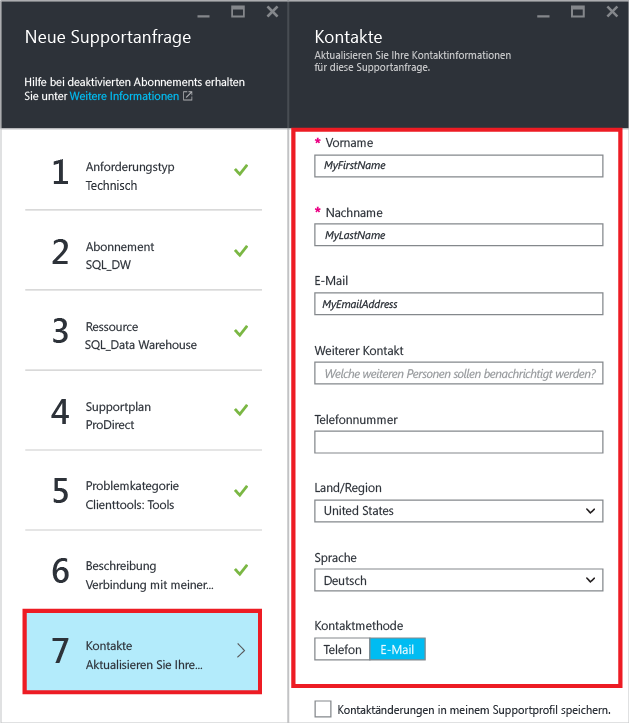 Neue Supportanfrage
Hilfe bei deaktivierten Abonnements erhalten
Sie unter Weitere Informationen
1
Anforderungstyp
Technisch
2
Abonnement
SQL_DW
3
Ressource
SQL_Data Warehouse
4
Supportplan
ProDirect
5
Problemkategorie
Clienttools: Tools
6
Beschreibung
Verbindung mit meiner...
7
Kontakte
Aktualisieren Sie Ihre...
Kontakte
Aktualisieren Sie Ihre Kontaktinformationen
für diese Supportanfrage.
* Vorname
MyFirstName
* Nachname
MyLastName
E-Mail
MyEmailAddress
Weiterer Kontakt
Welche weiteren Personen sollen benachrichtigt werden?
Telefonnummer
Land/Region
United States
Sprache
Deutsch
Kontaktmethode
Telefon E-Mail
Kontaktänderungen in meinem Supportprofil speichern.